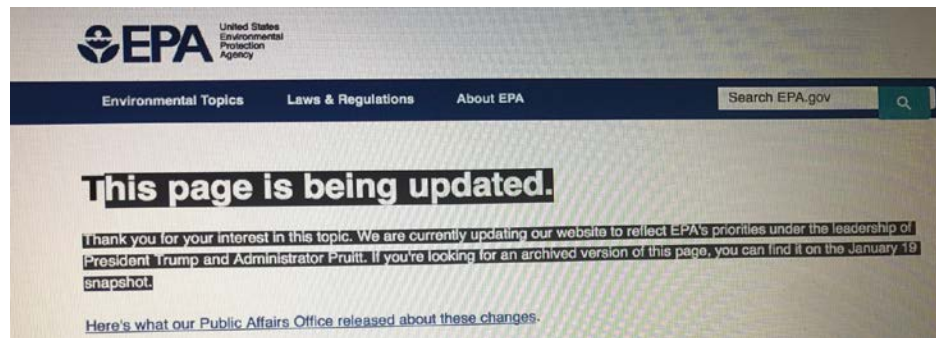 EPA
United States
Environmental
Protection
Agency
Environmental Topics Laws & Regulations About EPA Search EPA.gov
This page is being updated.
Thank you for your interest in this topic. We are currently updating our website to reflect EPA's priorities under the leadership of
President Trump and Administrator Pruitt. If you're looking for an archived version of this page, you can find it on the January 19
snapshot.
Here's what our Public Affairs Office released about these changes.